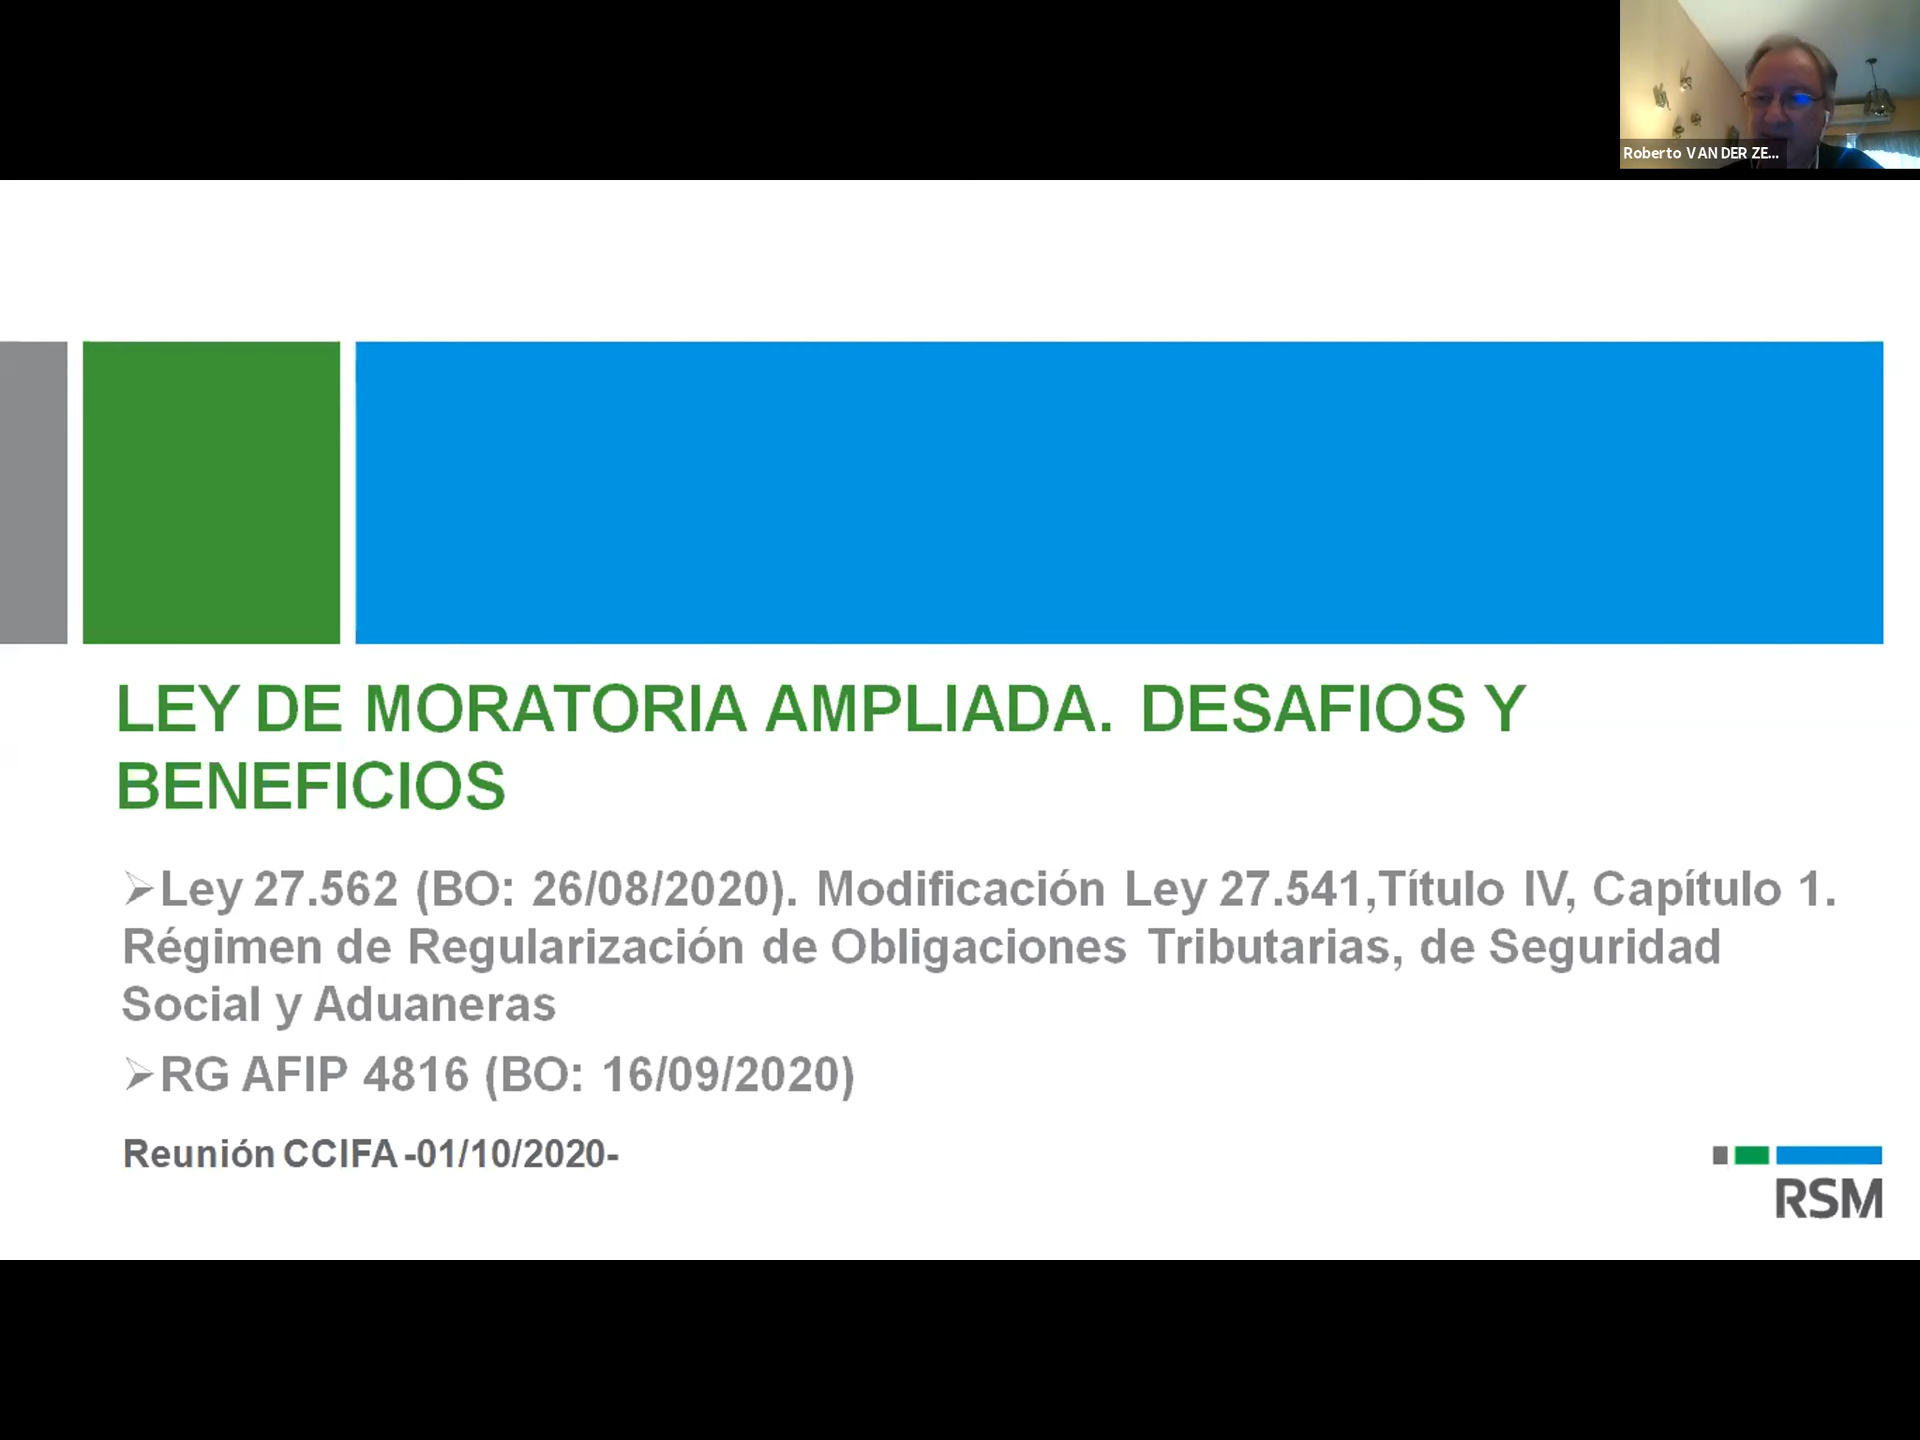 Roberto VAN DER ZE...
LEY DE MORATORIA AMPLIADA. DESAFIOS Y
BENEFICIOS
➢Ley 27.562 (BO: 26/08/2020). Modificación Ley 27.541,Título IV, Capítulo 1.
Régimen de Regularización de Obligaciones Tributarias, de Seguridad
Social y Aduaneras
➢RG AFIP 4816 (BO: 16/09/2020)
Reunión CCIFA -01/10/2020-
RSM